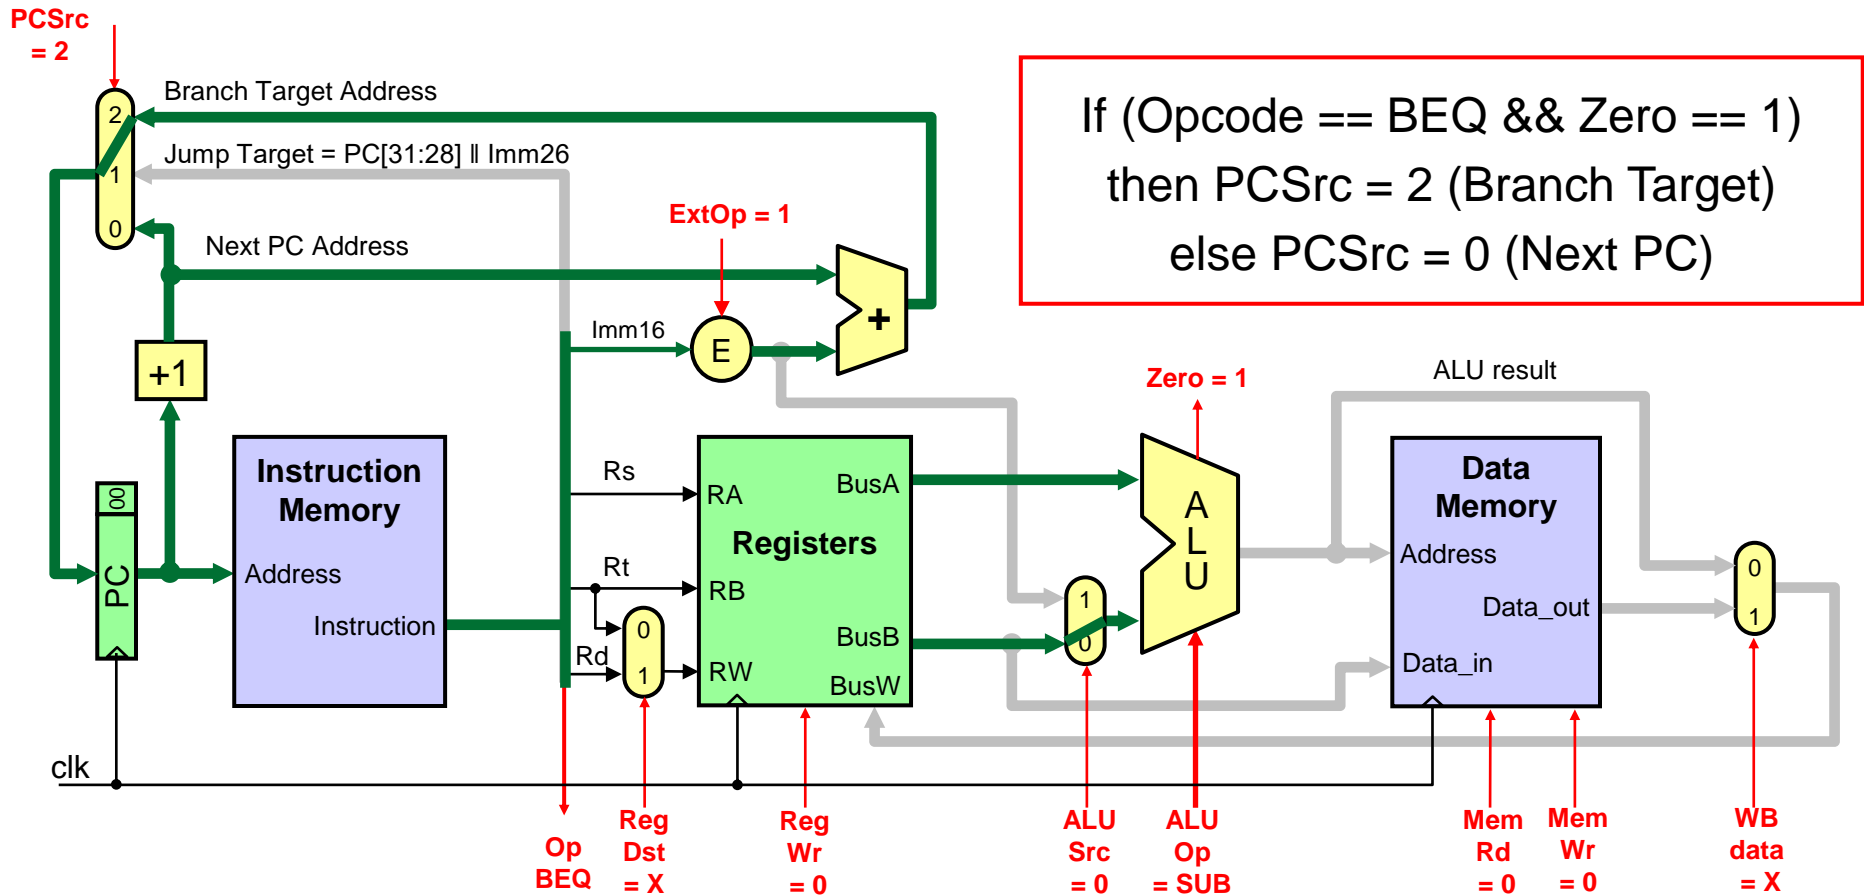 PCSrc
= 2
Branch Target Address
2
Jump Target = PC[31:28] ‖ Imm26
1
0
Next PC Address
ExtOp = 1
If (Opcode == BEQ && Zero == 1)
then PCSrc = 2 (Branch Target)
else PCSrc = 0 (Next PC)
+
Imm16
E
+1
Zero = 1
ALU result
Instruction
Memory
Address
Instruction
00
PC
Rs
Rt
Rd
0
1
RA
BusA
Registers
RB
BusB
RW
BusW
1
0
A
L
U
Data
Memory
Address
Data_out
Data_in
0
1
clk
Op
BEQ
Reg
Dst
= X
Reg
Wr
= 0
ALU
Src
= 0
ALU
Op
= SUB
Mem
Rd
= 0
Mem
Wr
= 0
WB
data
= X